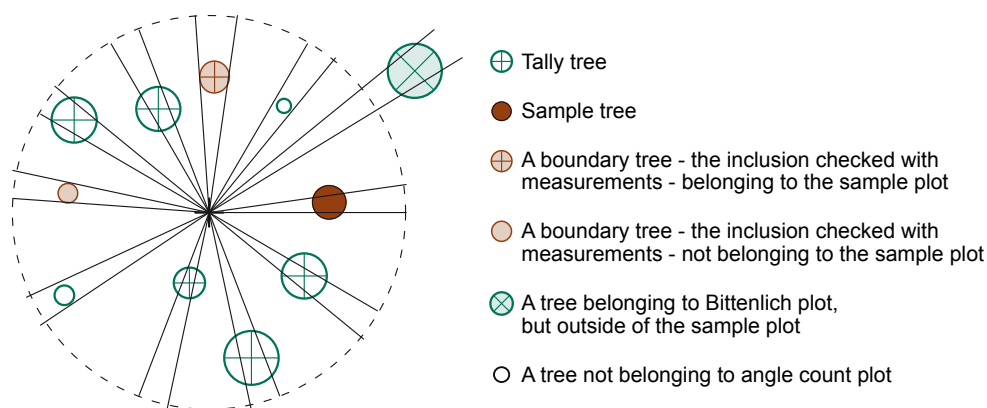 Tally tree
Sample tree
A boundary tree - the inclusion checked with
measurements - belonging to the sample plot
A boundary tree - the inclusion checked with
measurements - not belonging to the sample plot
A tree belonging to Bittenlich plot,
but outside of the sample plot
A tree not belonging to angle count plot